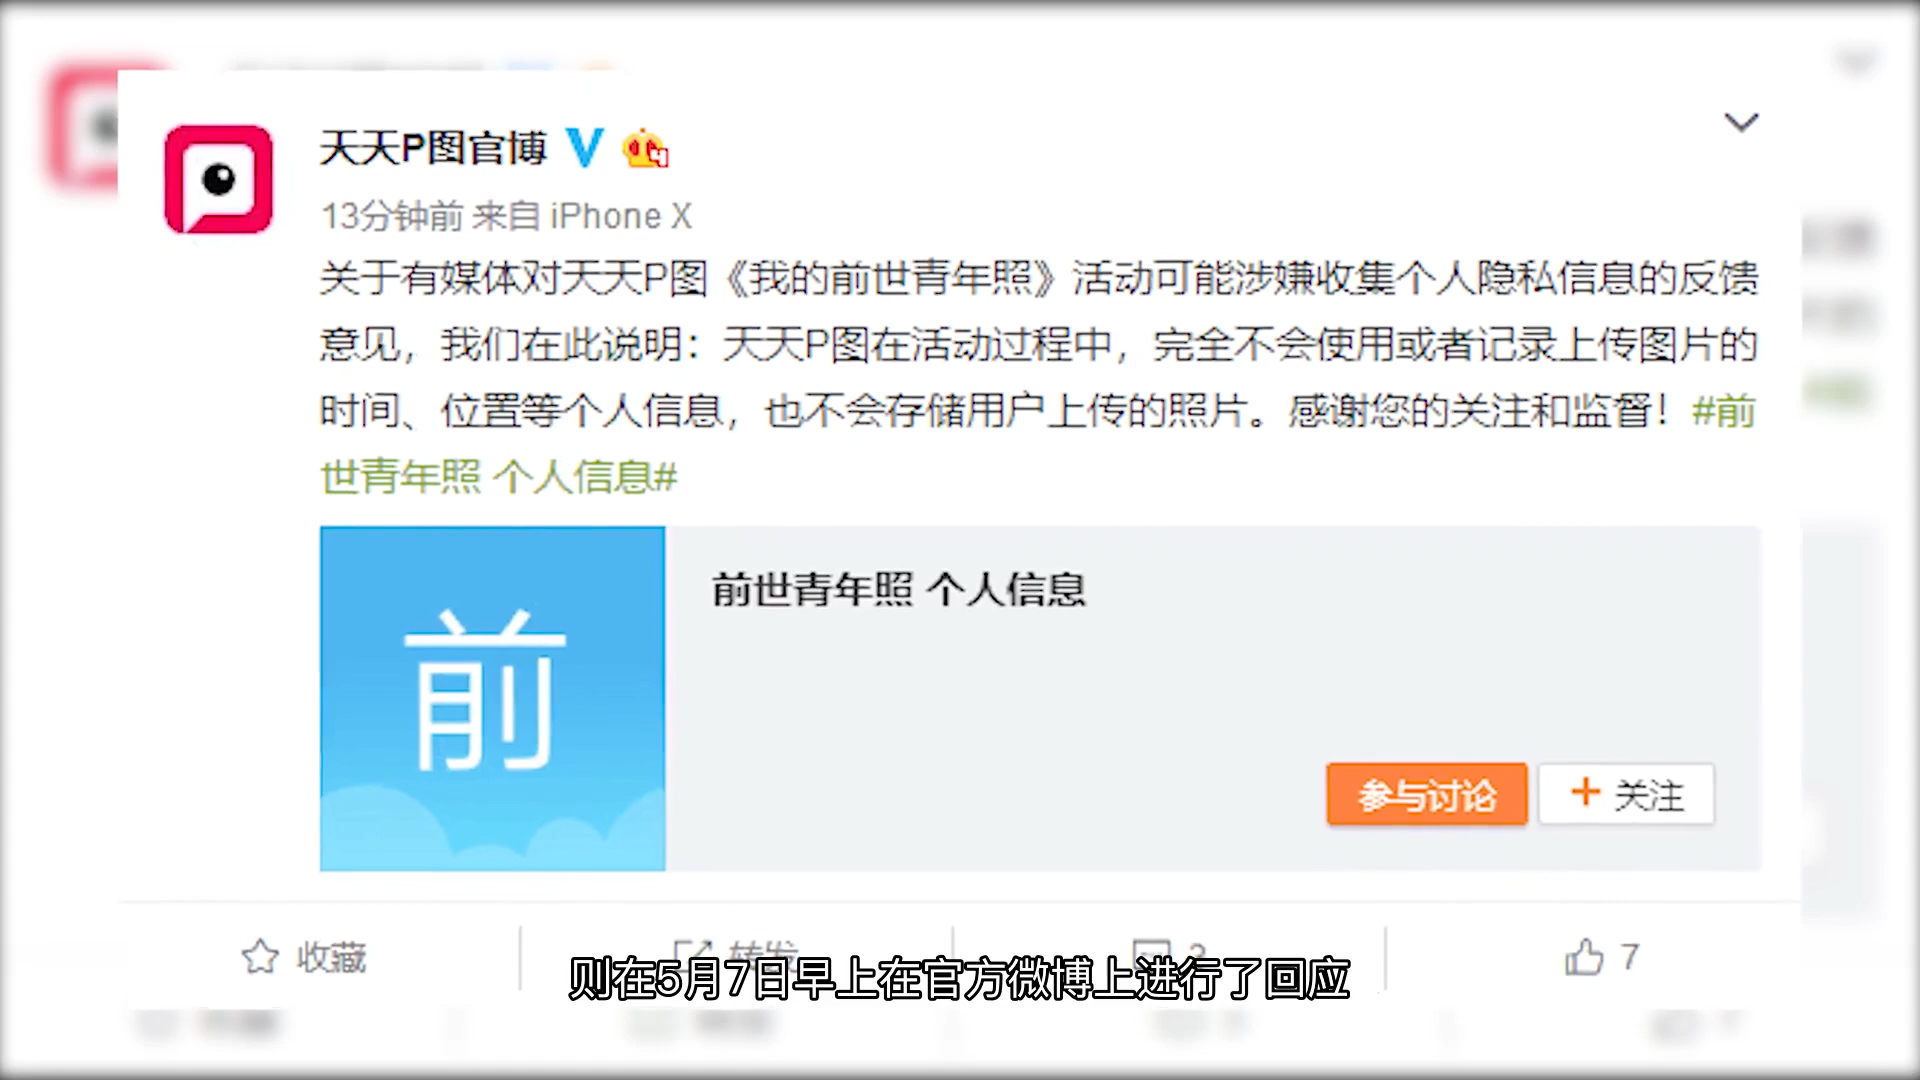 天天P图官博
13分钟前 来自 iPhone X
关于有媒体对天天P图《我的前世青年照》活动可能涉嫌收集个人隐私信息的反馈
意见，我们在此说明：天天P图在活动过程中，完全不会使用或者记录上传图片的
时间、位置等个人信息，也不会存储用户上传的照片。感谢您的关注和监督！#前
世青年照 个人信息#
前
前世青年照 个人信息
参与讨论
+ 关注
收藏
转发
7
则在5月7日早上在官方微博上进行了回应